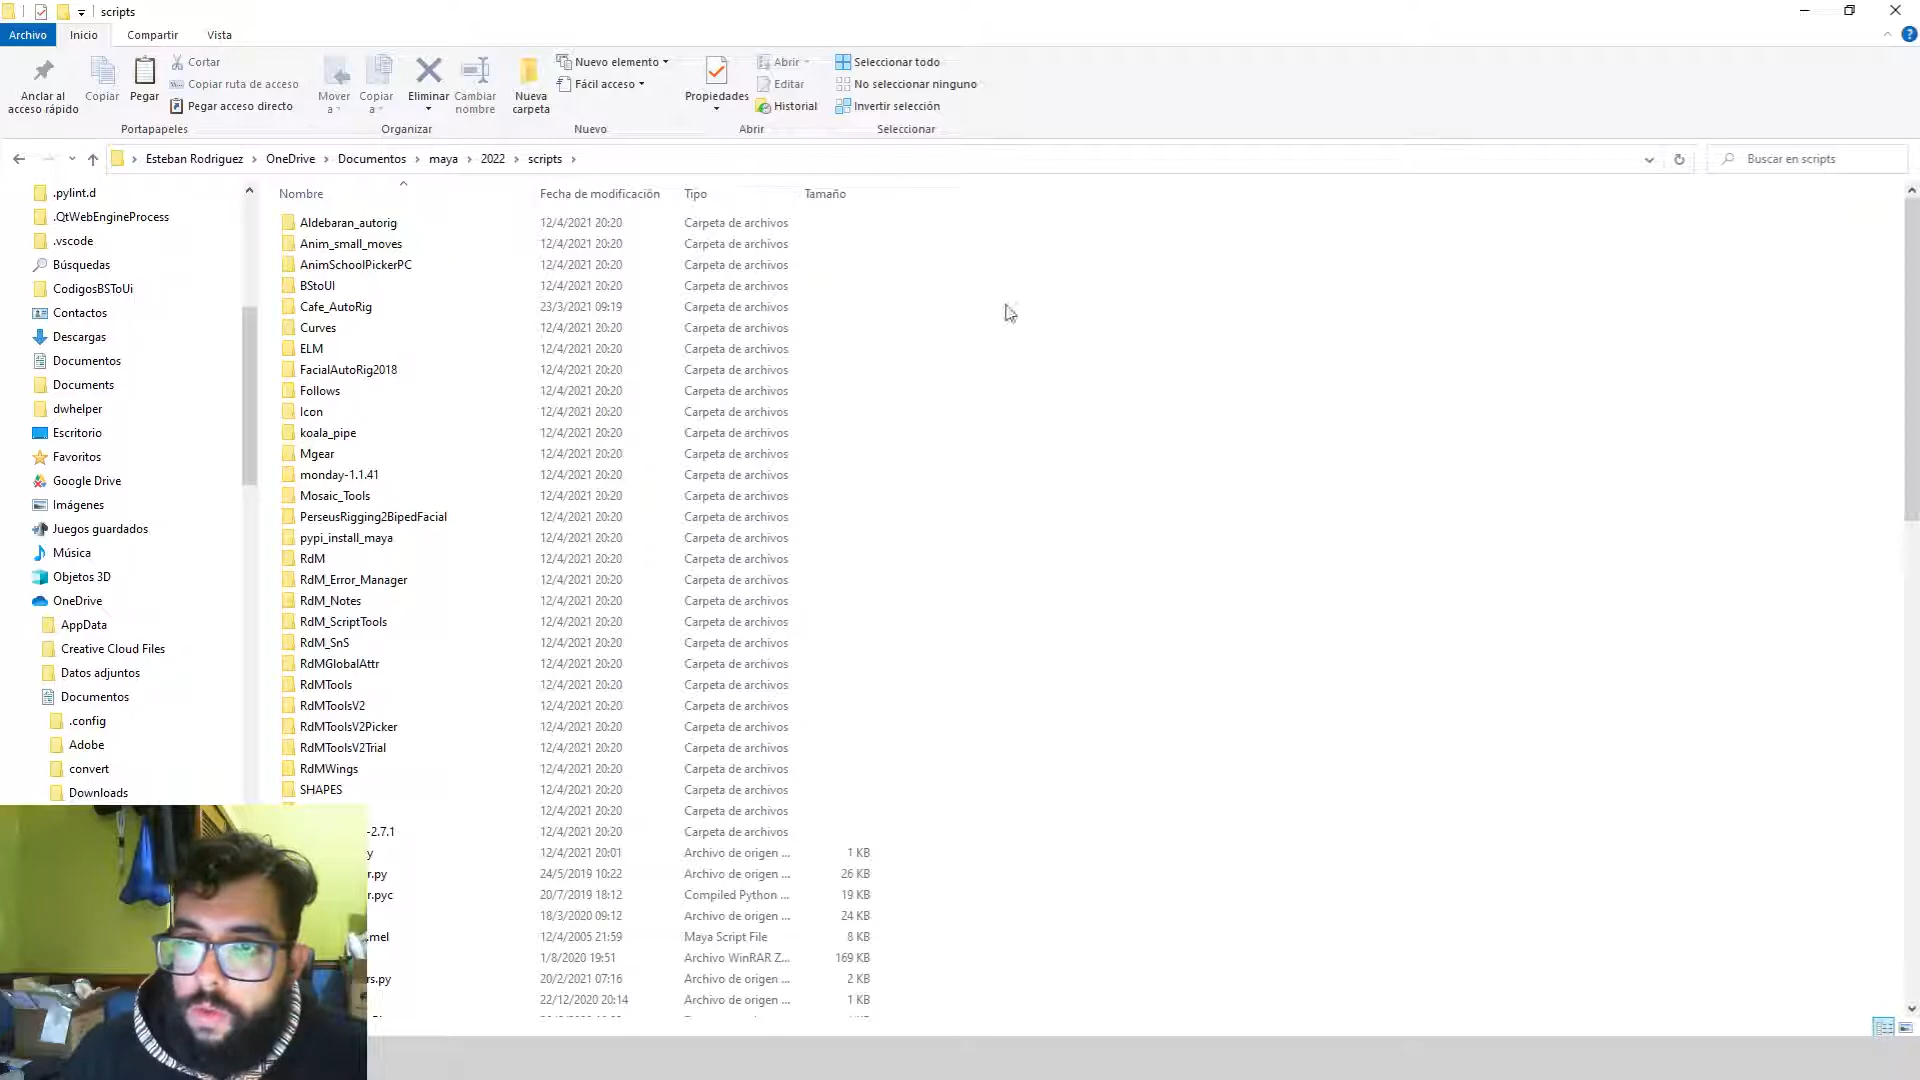 scripts
Archivo Inicio Compartir Vista
Anclar al acceso rápido
Copiar
Pegar
Cortar
Copiar ruta de acceso
Pegar acceso directo
Portapapeles
Mover a
Copiar a
Eliminar
Cambiar nombre
Organizar
Nueva carpeta
Nuevo elemento
Fácil acceso
Nuevo
Propiedades
Abrir
Editar
Historial
Abrir
Seleccionar todo
No seleccionar ninguno
Invertir selección
Seleccionar
Esteban Rodriguez OneDrive Documentos maya 2022 scripts
Buscar en scripts
.pylint.d
.QtWebEngineProcess
.vscode
Búsquedas
CodigosBSToUi
Contactos
Descargas
Documentos
Documents
dwhelper
Escritorio
Favoritos
Google Drive
Imágenes
Juegos guardados
Música
Objetos 3D
OneDrive
AppData
Creative Cloud Files
Datos adjuntos
Documentos
.config
Adobe
convert
Downloads
Nombre Fecha de modificación Tipo Tamaño
Aldebaran_autorig 12/4/2021 20:20 Carpeta de archivos
Anim_small_moves 12/4/2021 20:20 Carpeta de archivos
AnimSchoolPickerPC 12/4/2021 20:20 Carpeta de archivos
BStoUI 12/4/2021 20:20 Carpeta de archivos
Cafe_AutoRig 23/3/2021 09:19 Carpeta de archivos
Curves 12/4/2021 20:20 Carpeta de archivos
ELM 12/4/2021 20:20 Carpeta de archivos
FacialAutoRig2018 12/4/2021 20:20 Carpeta de archivos
Follows 12/4/2021 20:20 Carpeta de archivos
Icon 12/4/2021 20:20 Carpeta de archivos
koala_pipe 12/4/2021 20:20 Carpeta de archivos
Mgear 12/4/2021 20:20 Carpeta de archivos
monday-1.1.41 12/4/2021 20:20 Carpeta de archivos
Mosaic_Tools 12/4/2021 20:20 Carpeta de archivos
PerseusRigging2BipedFacial 12/4/2021 20:20 Carpeta de archivos
pypi_install_maya 12/4/2021 20:20 Carpeta de archivos
RdM 12/4/2021 20:20 Carpeta de archivos
RdM_Error_Manager 12/4/2021 20:20 Carpeta de archivos
RdM_Notes 12/4/2021 20:20 Carpeta de archivos
RdM_ScriptTools 12/4/2021 20:20 Carpeta de archivos
RdM_SnS 12/4/2021 20:20 Carpeta de archivos
RdMGlobalAttr 12/4/2021 20:20 Carpeta de archivos
RdMTools 12/4/2021 20:20 Carpeta de archivos
RdMToolsV2 12/4/2021 20:20 Carpeta de archivos
RdMToolsV2Picker 12/4/2021 20:20 Carpeta de archivos
RdMToolsV2Trial 12/4/2021 20:20 Carpeta de archivos
RdMWings 12/4/2021 20:20 Carpeta de archivos
SHAPES 12/4/2021 20:20 Carpeta de archivos
12/4/2021 20:20 Carpeta de archivos
-2.7.1 12/4/2021 20:20 Carpeta de archivos
y 12/4/2021 20:01 Archivo de origen ... 1 KB
r.py 24/5/2019 10:22 Archivo de origen ... 26 KB
r.pyc 20/7/2019 18:12 Compiled Python ... 19 KB
18/3/2020 09:12 Archivo de origen ... 24 KB
.mel 12/4/2005 21:59 Maya Script File 8 KB
1/8/2020 19:51 Archivo WinRAR Z... 169 KB
rs.py 20/2/2021 07:16 Archivo de origen ... 2 KB
22/12/2020 20:14 Archivo de origen ... 1 KB